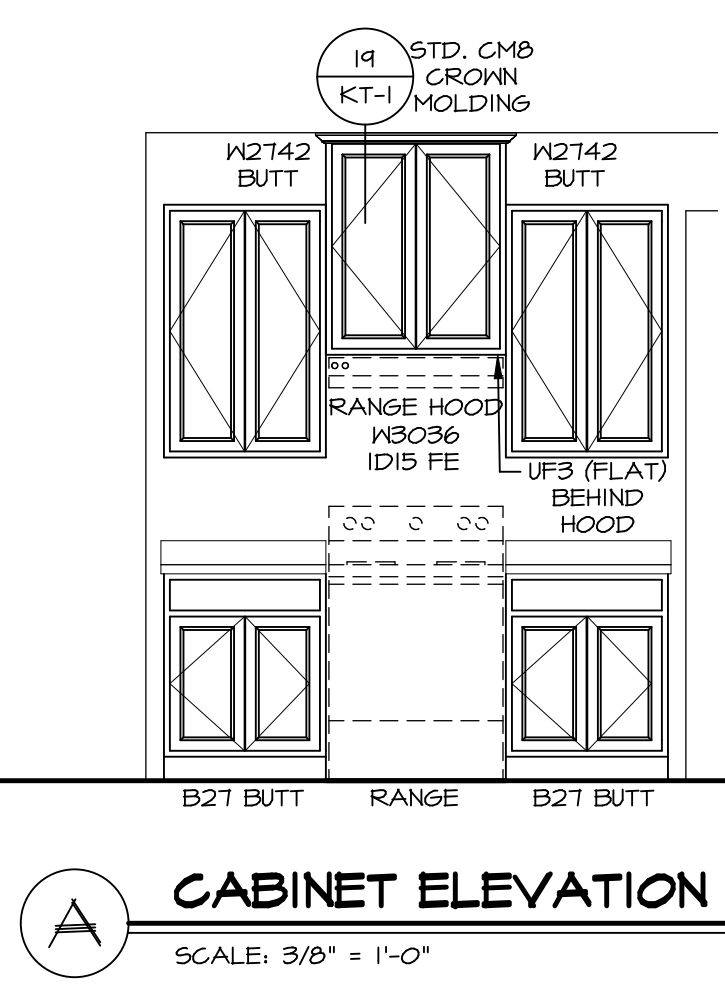 19
KT-1
STD. CM8
CROWN
MOLDING
W2742
BUTT
W2742
BUTT
RANGE HOOD
W3036
1D15 FE
UF3 (FLAT)
BEHIND
HOOD
B27 BUTT
RANGE
B27 BUTT
A
CABINET ELEVATION
SCALE: 3/8" = 1'-0"